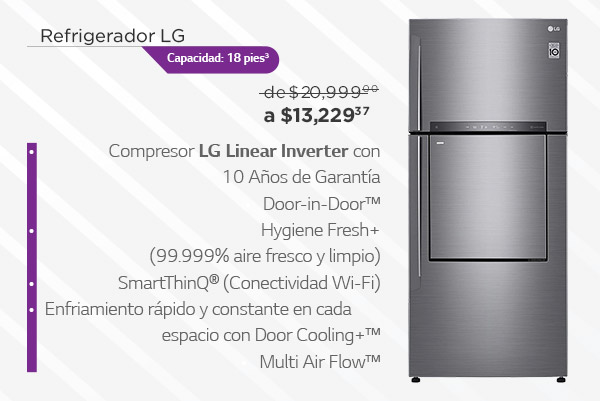 Refrigerador LG
Capacidad: 18 pies³
de $20,999⁰⁰
a $13,229³⁷
Compresor LG Linear Inverter con
10 Años de Garantía
Door-in-Door™
Hygiene Fresh+
(99.999% aire fresco y limpio)
SmartThinQ® (Conectividad Wi-Fi)
Enfriamiento rápido y constante en cada
espacio con Door Cooling+™
Multi Air Flow™
LG
10